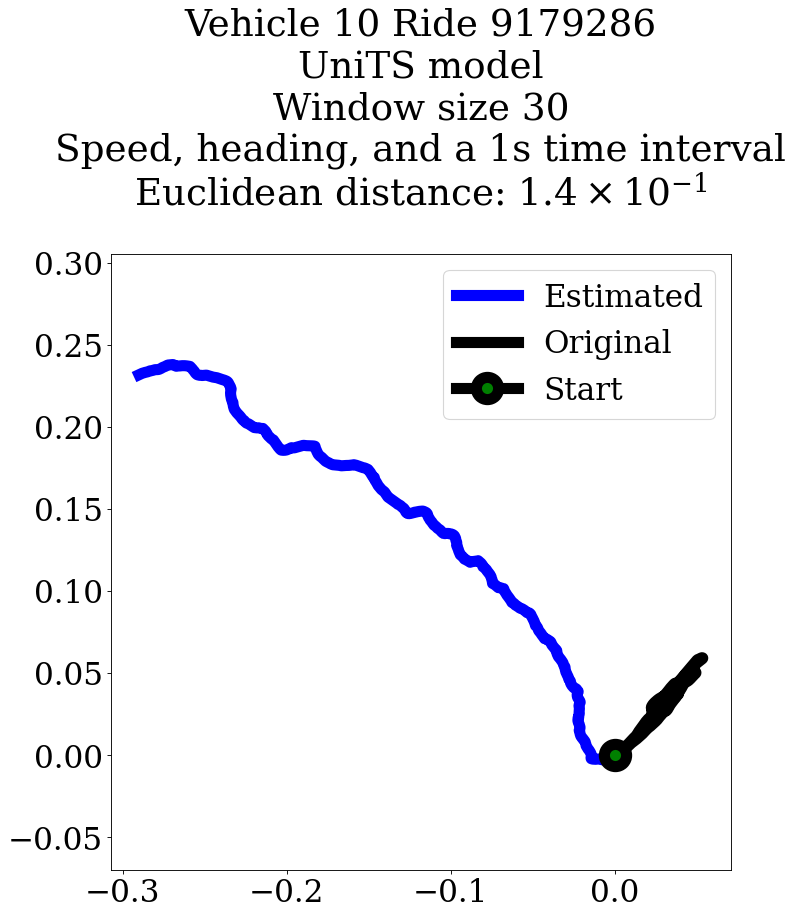 Vehicle 10 Ride 9179286
UniTS model
Window size 30
Speed, heading, and a 1s time interval
Euclidean distance: 1.4 × 10⁻¹
0.30
Estimated
0.25
Original
Start
0.20
0.15
0.10
0.05
0.00
−0.05
−0.3 −0.2 −0.1 0.0